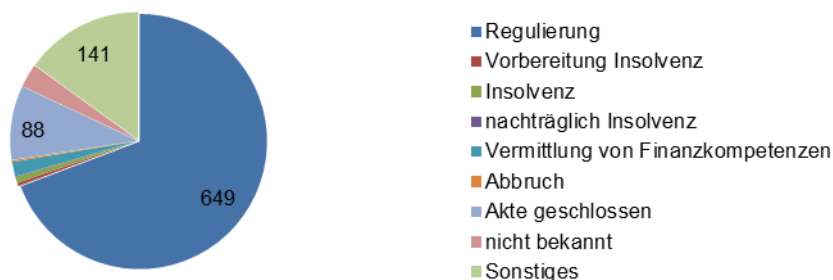 141
88
649
Regulierung
Vorbereitung Insolvenz
Insolvenz
nachträglich Insolvenz
Vermittlung von Finanzkompetenzen
Abbruch
Akte geschlossen
nicht bekannt
Sonstiges